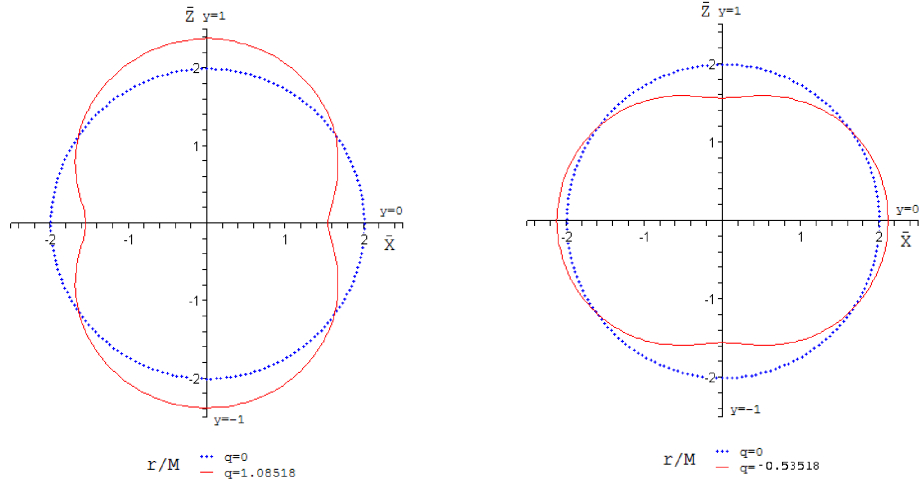 Z̄ y=1
2
1
y=0
-2 -1 1 2
X̄
-1
-2
y=-1
r/M
q=0
q=1.08518
Z̄ y=1
2
1
y=0
-2 -1 1 2
X̄
-1
-2
y=-1
r/M
q=0
q=-0.53518